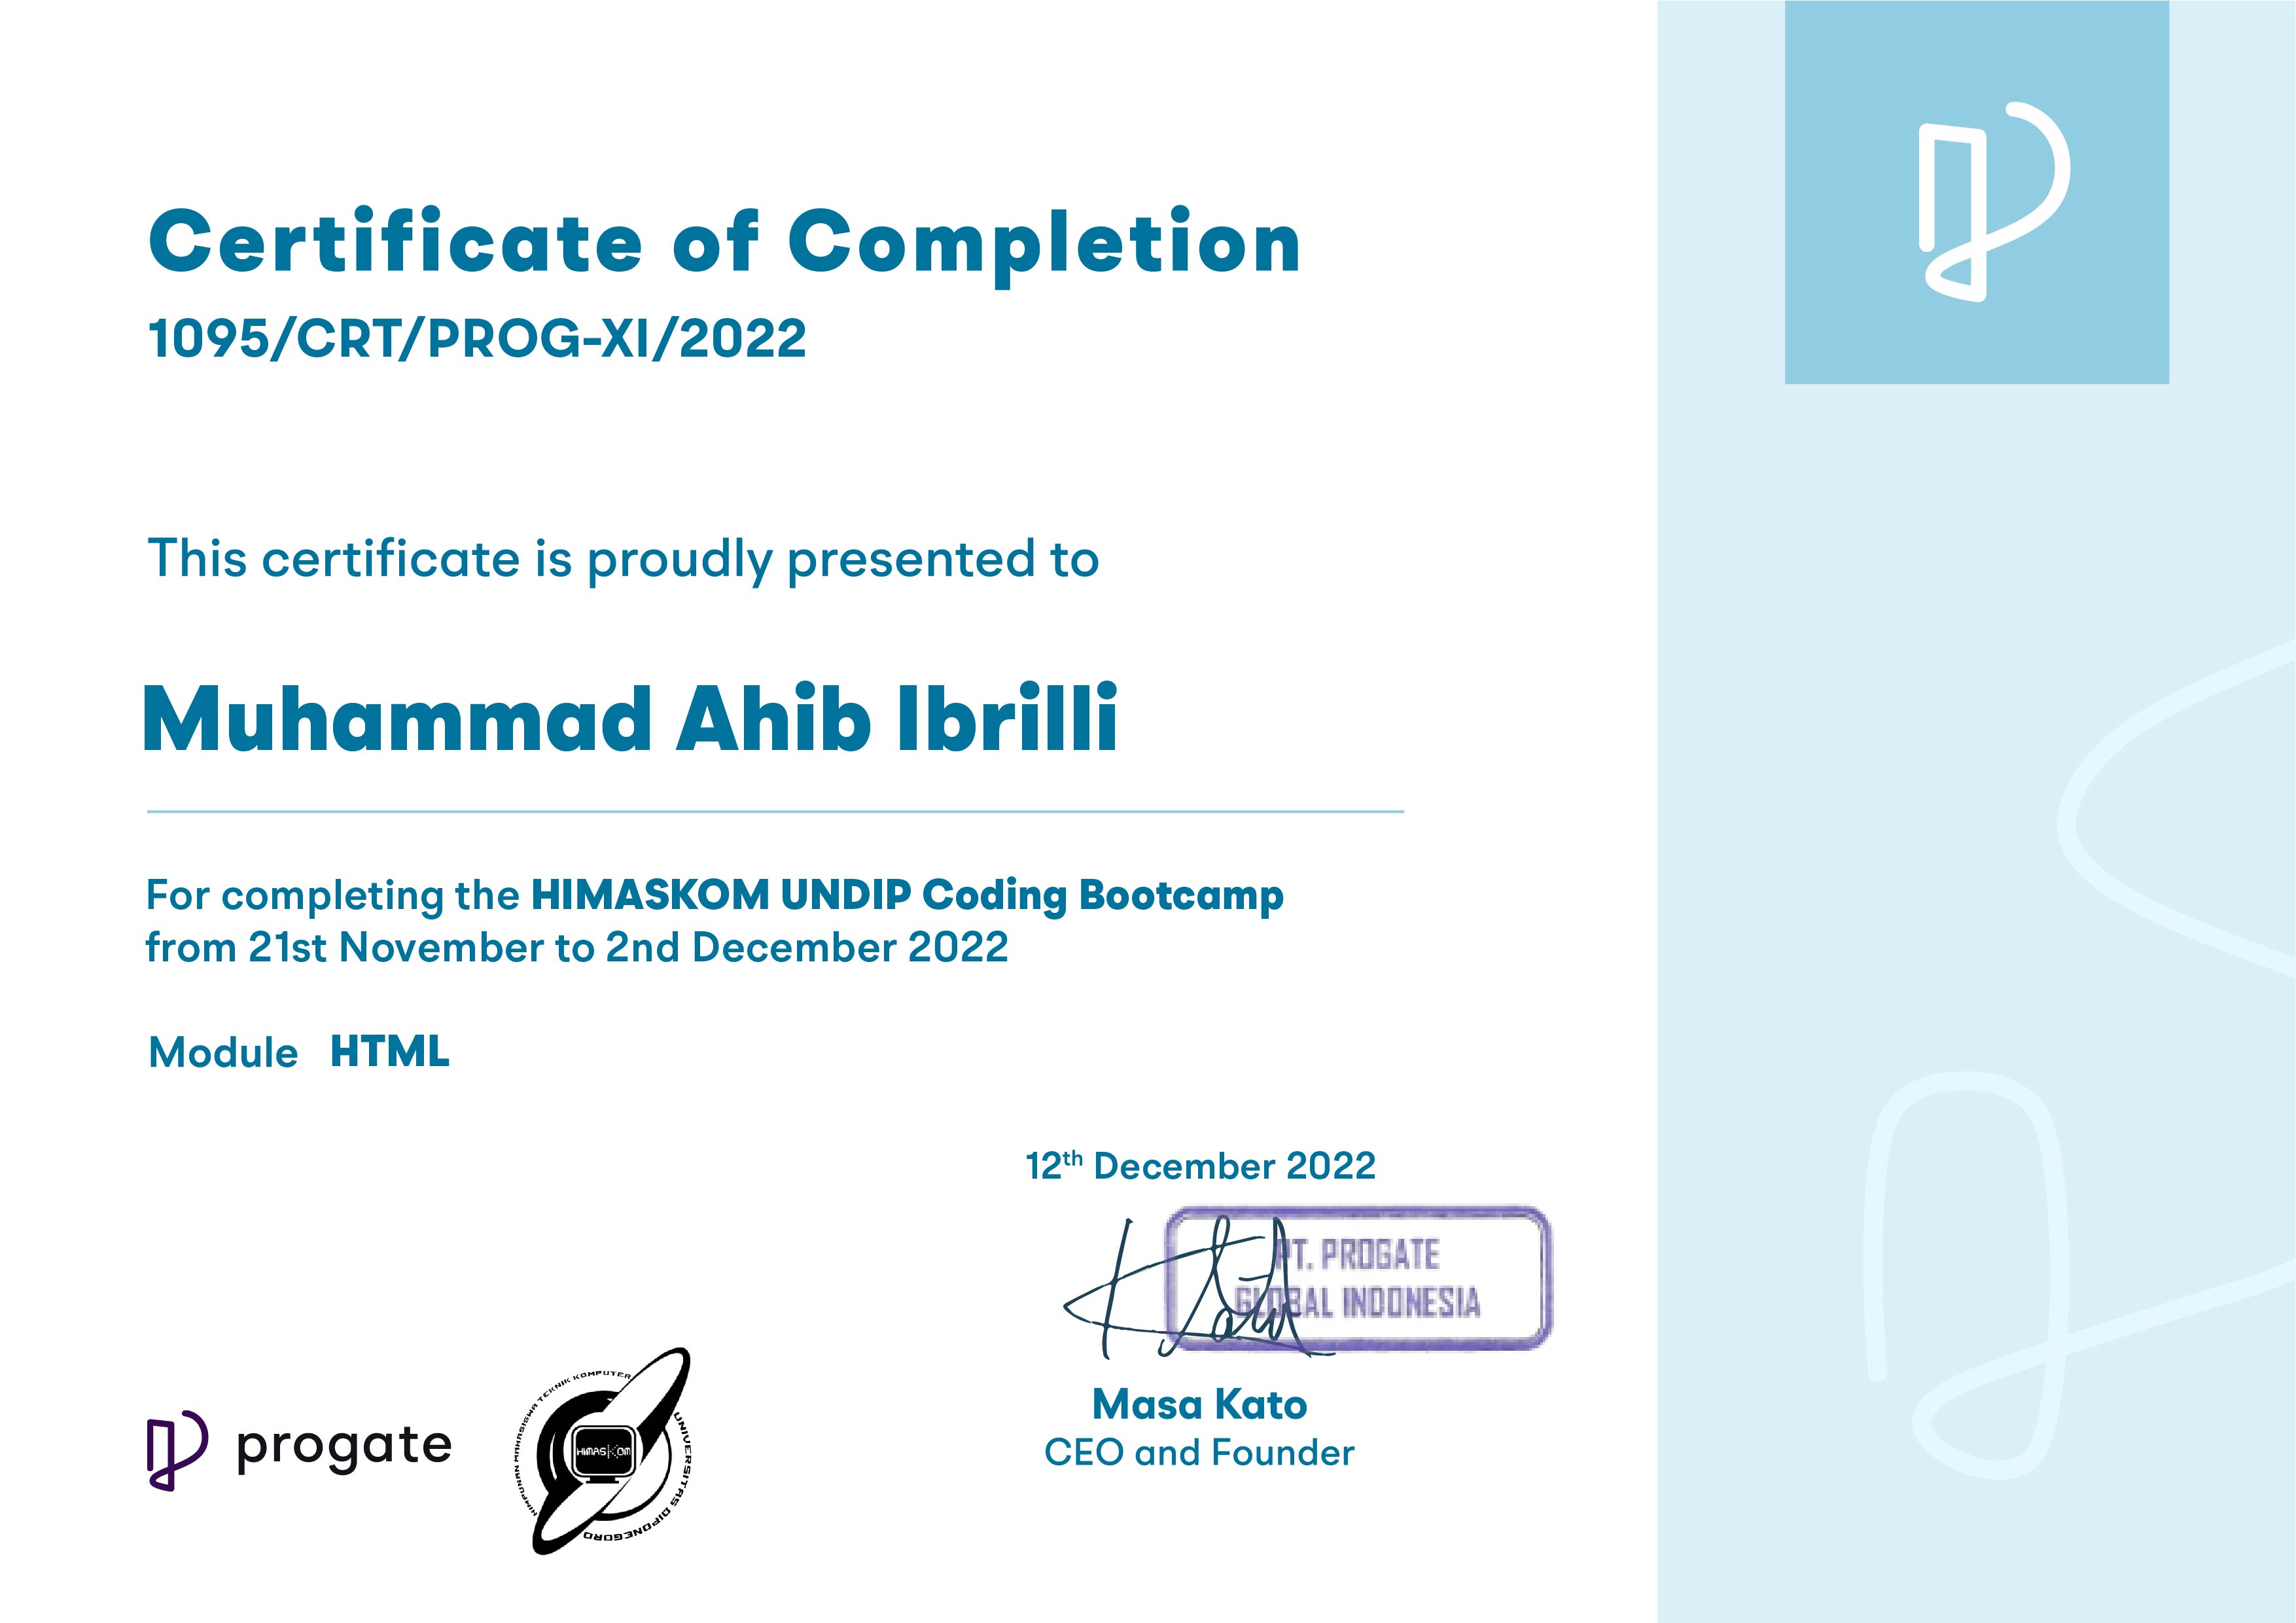 Certificate of Completion
1095/CRT/PROG-XI/2022
This certificate is proudly presented to
Muhammad Ahib Ibrilli
For completing the HIMASKOM UNDIP Coding Bootcamp
from 21st November to 2nd December 2022
Module HTML
12th December 2022
PT. PROGATE
GLOBAL INDONESIA
Kato
Masa Kato
CEO and Founder
progate
HIMPUNAN MAHASISWA TEKNIK KOMPUTER
UNIVERSITAS DIPONEGORO
HIMASKOM